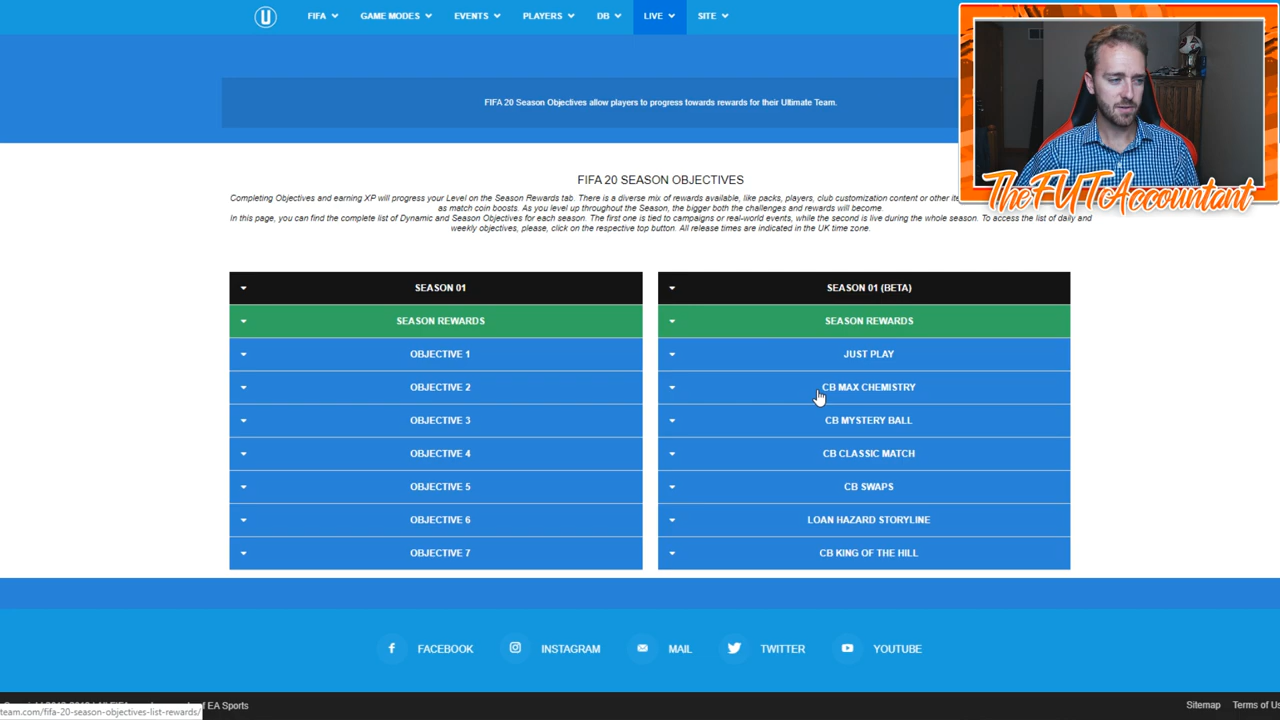 U FIFA GAME MODES EVENTS PLAYERS DB LIVE SITE
FIFA 20 Season Objectives allow players to progress towards rewards for their Ultimate Team.
TheFUTAccountant
FIFA 20 SEASON OBJECTIVES
Completing Objectives and earning XP will progress your Level on the Season Rewards tab. There is a diverse mix of rewards available, like packs, players, club customization content or other
as match coin boosts. As you level up throughout the Season, the bigger both the challenges and rewards will become.
In this page, you can find the complete list of Dynamic and Season Objectives for each season. The first one is tied to campaigns or real-world events, while the second is live during the whole season. To access the list of daily and
weekly objectives, please, click on the respective top button. All release times are indicated in the UK time zone.
SEASON 01
SEASON REWARDS
OBJECTIVE 1
OBJECTIVE 2
OBJECTIVE 3
OBJECTIVE 4
OBJECTIVE 5
OBJECTIVE 6
OBJECTIVE 7
SEASON 01 (BETA)
SEASON REWARDS
JUST PLAY
CB MAX CHEMISTRY
CB MYSTERY BALL
CB CLASSIC MATCH
CB SWAPS
LOAN HAZARD STORYLINE
CB KING OF THE HILL
FACEBOOK INSTAGRAM MAIL TWITTER YOUTUBE
of EA Sports Sitemap Terms of
team.com/fifa-20-season-objectives-list-rewards/